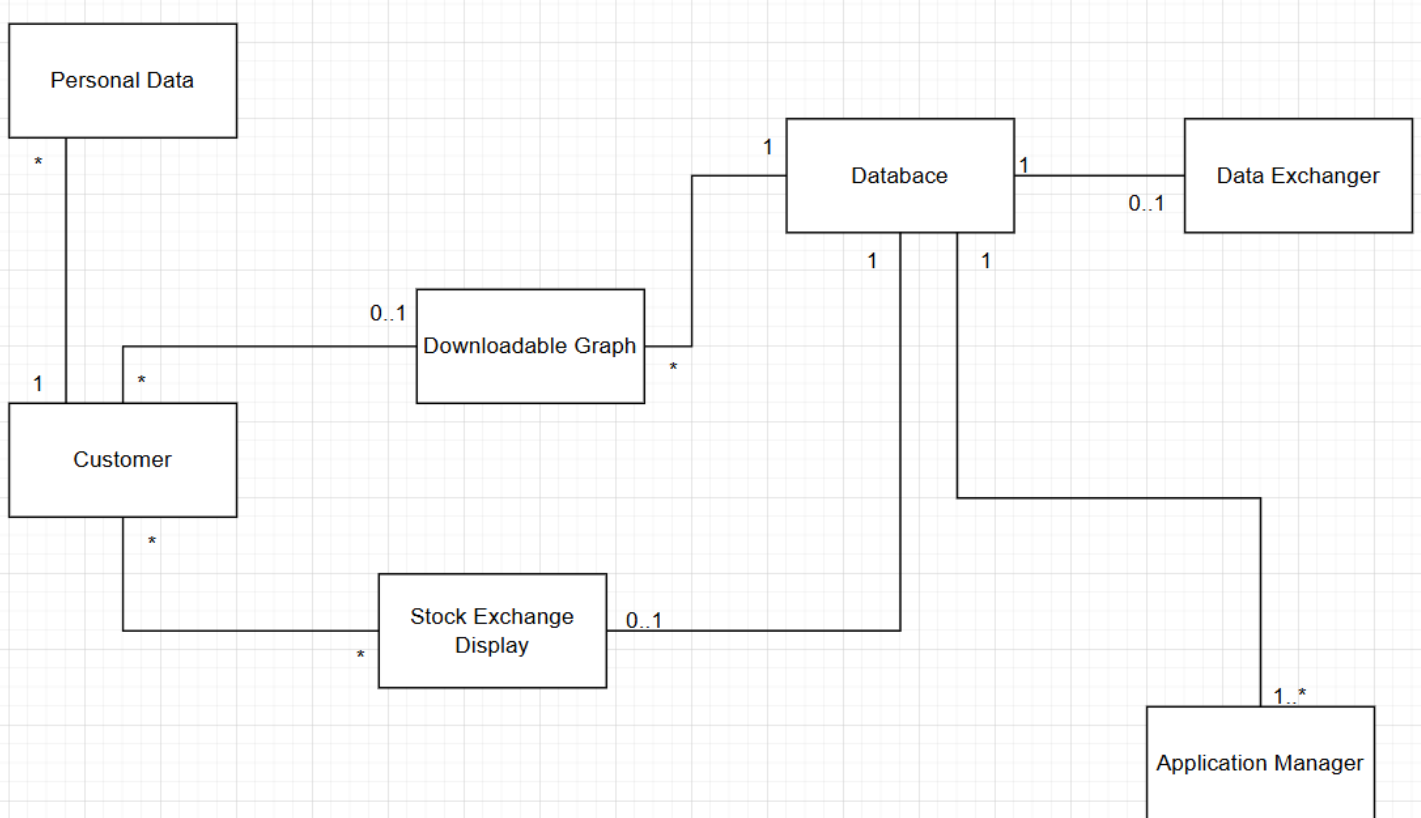 Personal Data
*
1
Databace
1
Data Exchanger
0..1
1
1
0..1
Downloadable Graph
*
1
*
Customer
*
Stock Exchange
Display
0..1
*
1..*
Application Manager